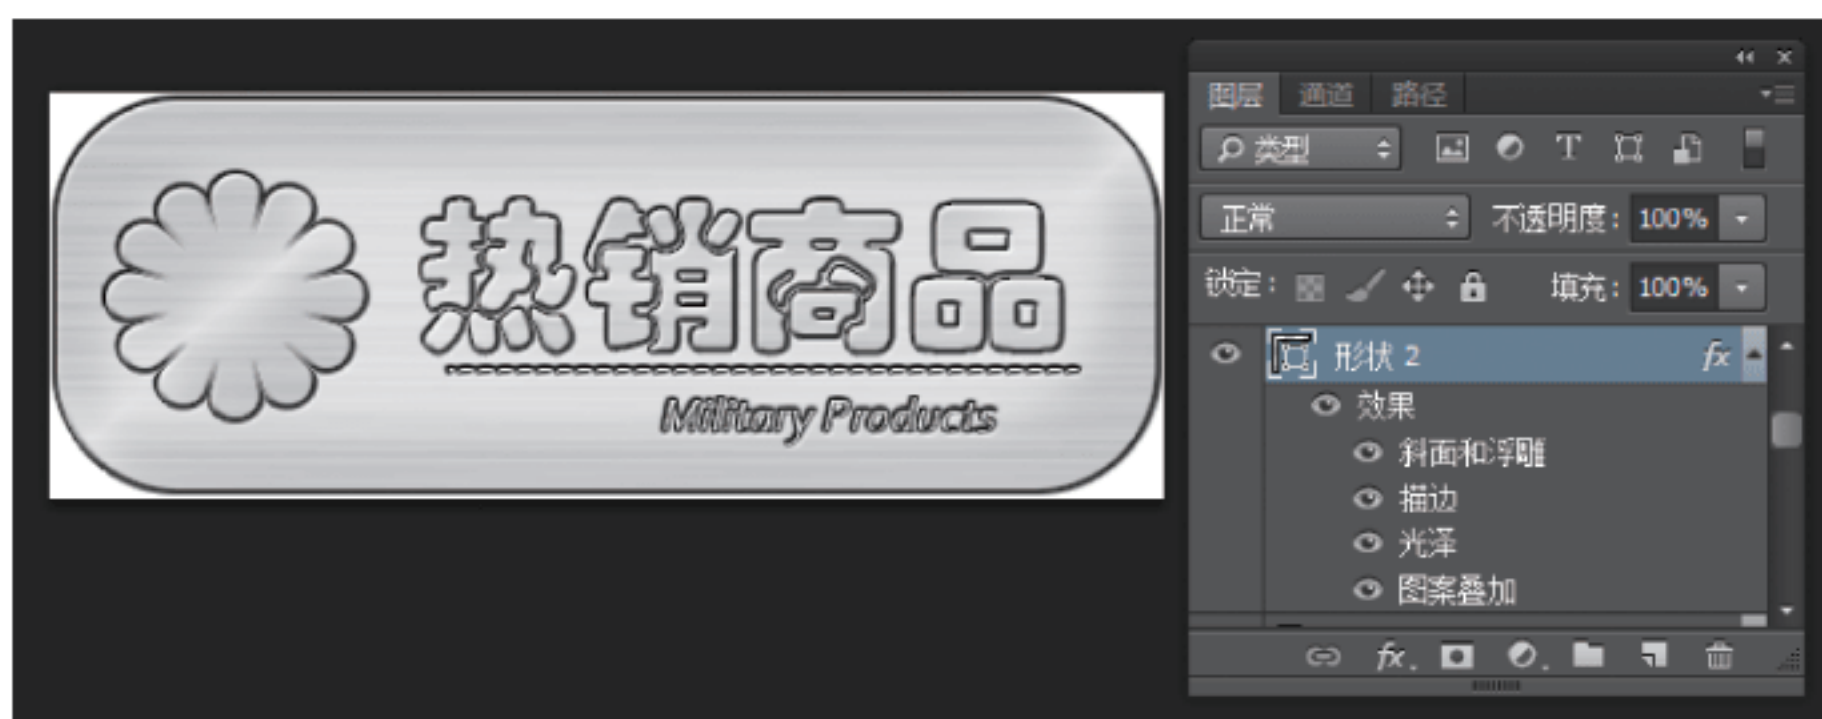 热销商品
Military Products
图层 通道 路径
类型
正常 不透明度: 100%
锁定: 填充: 100%
形状 2 fx
效果
斜面和浮雕
描边
光泽
图案叠加
fx.